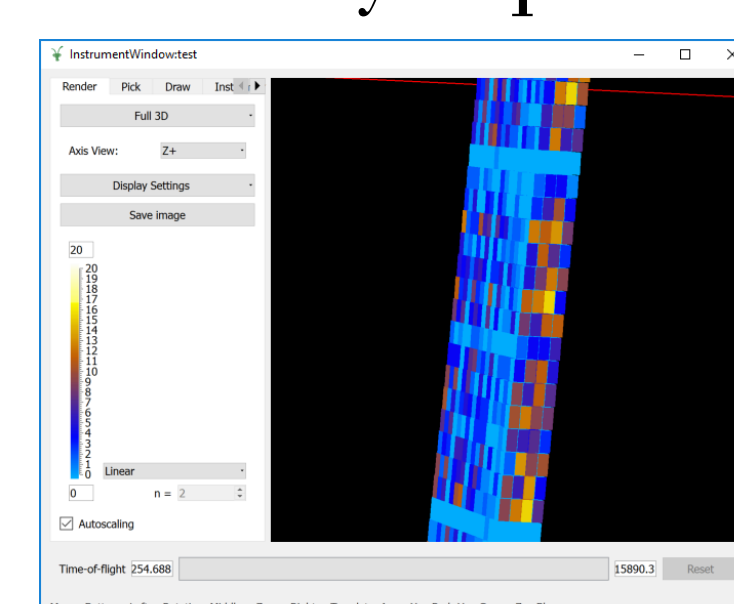 InstrumentWindow:test
Render Pick Draw Inst
Full 3D
Axis View: Z+
Display Settings
Save image
20
20
19
18
17
16
15
14
13
12
11
10
9
8
7
6
5
4
3
2
1
0
Linear
0 n = 2
Autoscaling
Time-of-flight 254.688 15890.3 Reset